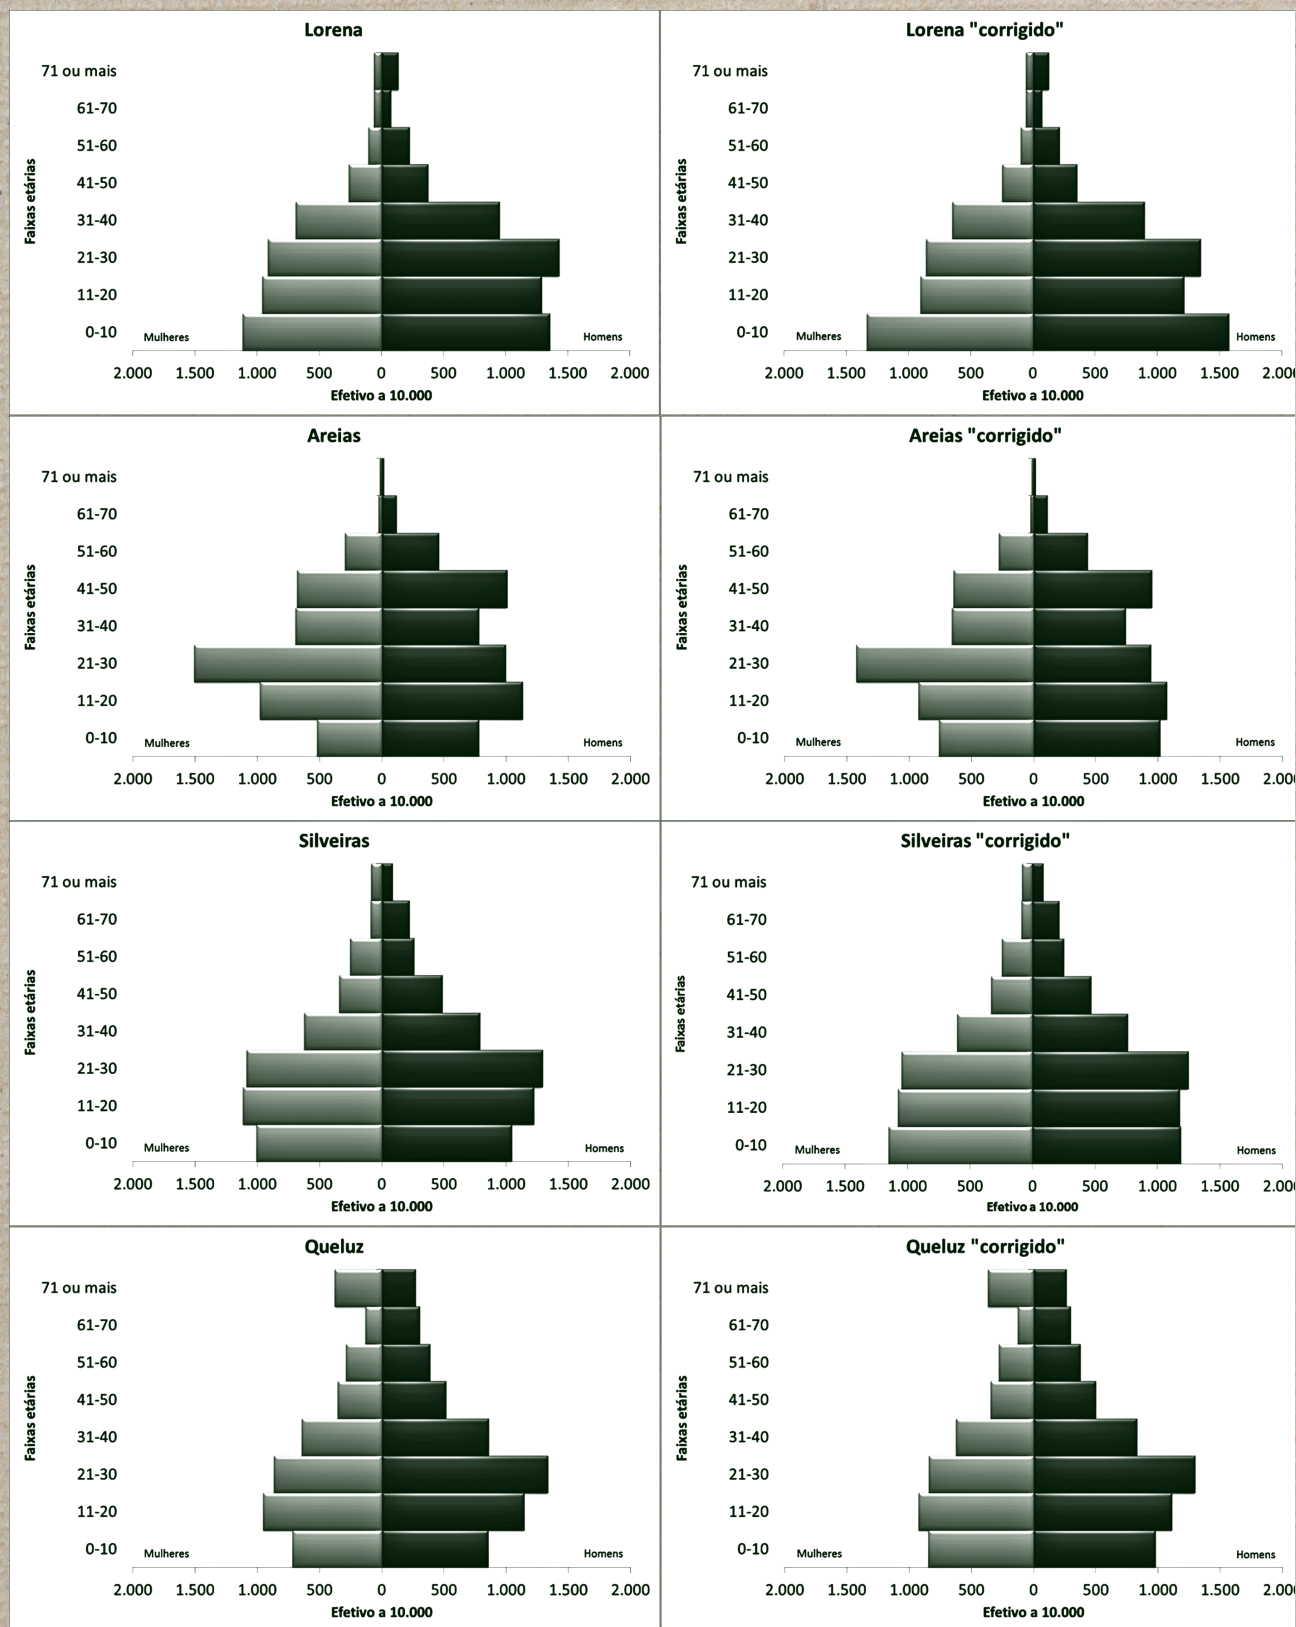 Lorena
71 ou mais
61-70
51-60
41-50
31-40
21-30
11-20
0-10
Faixas etárias
Mulheres
Homens
2.000 1.500 1.000 500 0 500 1.000 1.500 2.000
Efetivo a 10.000
Lorena "corrigido"
71 ou mais
61-70
51-60
41-50
31-40
21-30
11-20
0-10
Faixas etárias
Mulheres
Homens
2.000 1.500 1.000 500 0 500 1.000 1.500 2.00
Efetivo a 10.000
Areias
71 ou mais
61-70
51-60
41-50
31-40
21-30
11-20
0-10
Faixas etárias
Mulheres
Homens
2.000 1.500 1.000 500 0 500 1.000 1.500 2.000
Efetivo a 10.000
Areias "corrigido"
71 ou mais
61-70
51-60
41-50
31-40
21-30
11-20
0-10
Faixas etárias
Mulheres
Homens
2.000 1.500 1.000 500 0 500 1.000 1.500 2.00
Efetivo a 10.000
Silveiras
71 ou mais
61-70
51-60
41-50
31-40
21-30
11-20
0-10
Faixas etárias
Mulheres
Homens
2.000 1.500 1.000 500 0 500 1.000 1.500 2.000
Efetivo a 10.000
Silveiras "corrigido"
71 ou mais
61-70
51-60
41-50
31-40
21-30
11-20
0-10
Faixas etárias
Mulheres
Homens
2.000 1.500 1.000 500 0 500 1.000 1.500 2.00
Efetivo a 10.000
Queluz
71 ou mais
61-70
51-60
41-50
31-40
21-30
11-20
0-10
Faixas etárias
Mulheres
Homens
2.000 1.500 1.000 500 0 500 1.000 1.500 2.000
Efetivo a 10.000
Queluz "corrigido"
71 ou mais
61-70
51-60
41-50
31-40
21-30
11-20
0-10
Faixas etárias
Mulheres
Homens
2.000 1.500 1.000 500 0 500 1.000 1.500 2.00
Efetivo a 10.000